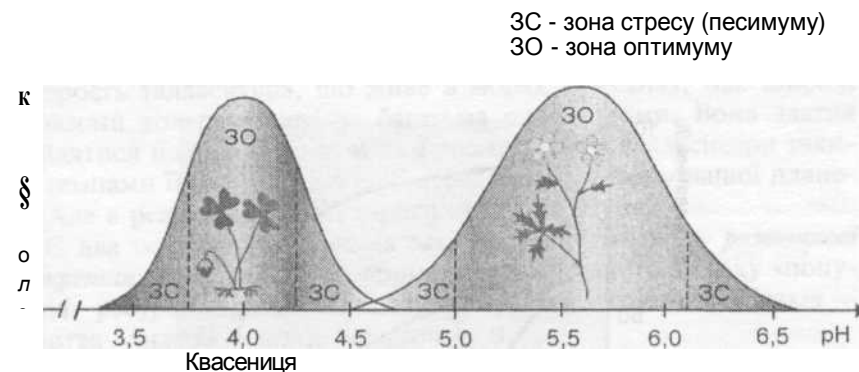 ЗС - зона стресу (песимуму)
ЗО - зона оптимуму
к
§
о
л
ЗО
ЗО
ЗС
ЗС
ЗС
ЗС
3,5 4,0 4,5 5,0 5,5 6,0 6,5 pH
Квасениця